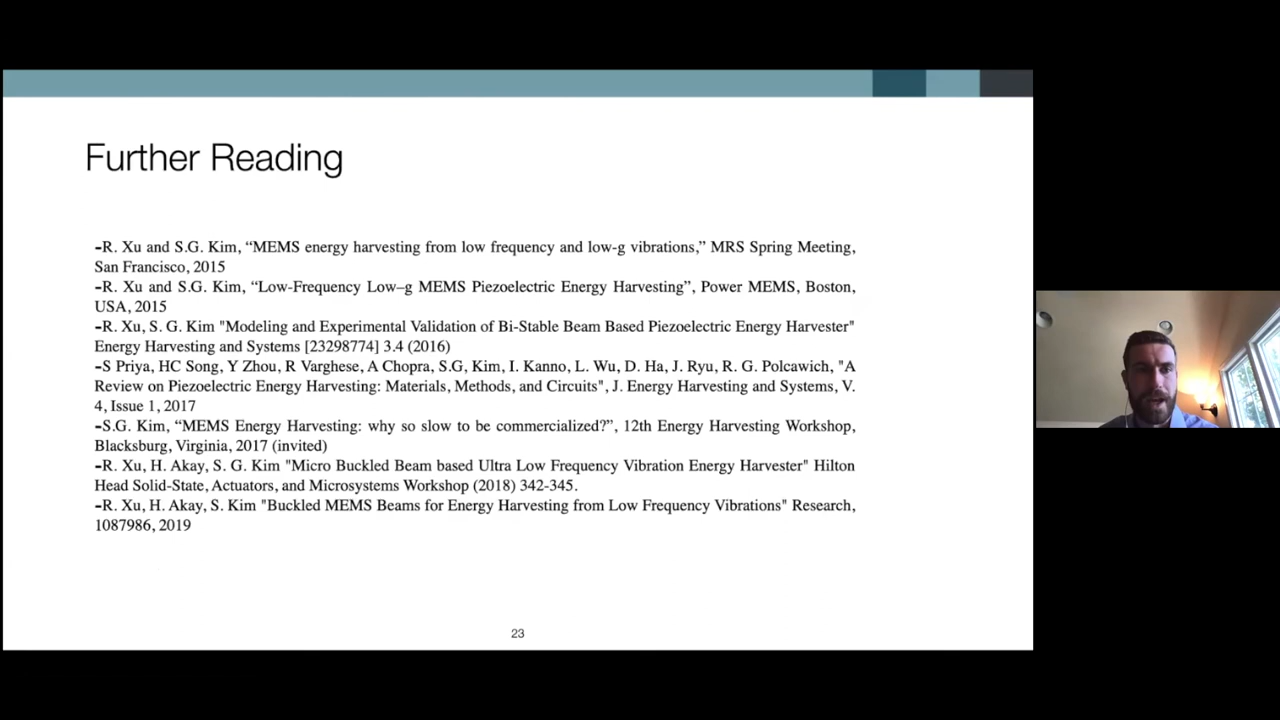 Further Reading
-R. Xu and S.G. Kim, “MEMS energy harvesting from low frequency and low-g vibrations,” MRS Spring Meeting,
San Francisco, 2015
-R. Xu and S.G. Kim, “Low-Frequency Low–g MEMS Piezoelectric Energy Harvesting”, Power MEMS, Boston,
USA, 2015
-R. Xu, S. G. Kim "Modeling and Experimental Validation of Bi-Stable Beam Based Piezoelectric Energy Harvester"
Energy Harvesting and Systems [23298774] 3.4 (2016)
-S Priya, HC Song, Y Zhou, R Varghese, A Chopra, S.G, Kim, I. Kanno, L. Wu, D. Ha, J. Ryu, R. G. Polcawich, "A
Review on Piezoelectric Energy Harvesting: Materials, Methods, and Circuits", J. Energy Harvesting and Systems, V.
4, Issue 1, 2017
-S.G. Kim, “MEMS Energy Harvesting: why so slow to be commercialized?”, 12th Energy Harvesting Workshop,
Blacksburg, Virginia, 2017 (invited)
-R. Xu, H. Akay, S. G. Kim "Micro Buckled Beam based Ultra Low Frequency Vibration Energy Harvester" Hilton
Head Solid-State, Actuators, and Microsystems Workshop (2018) 342-345.
-R. Xu, H. Akay, S. Kim "Buckled MEMS Beams for Energy Harvesting from Low Frequency Vibrations" Research,
1087986, 2019
23